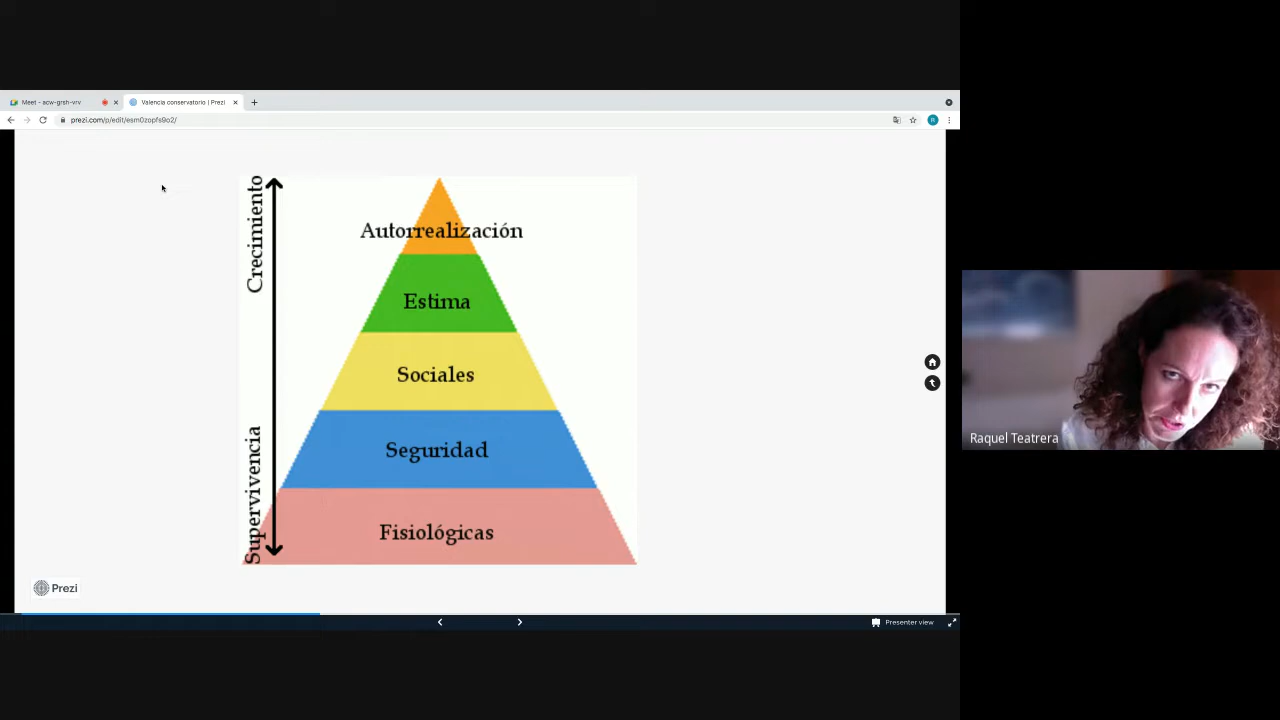 Meet - acw-grsh-vrv
Valencia conservatorio | Prezi
prezi.com/p/edit/esm0zopfs9o2/
R
Crecimiento
Supervivencia
Autorrealización
Estima
Sociales
Seguridad
Fisiológicas
Prezi
Presenter view
Raquel Teatrera